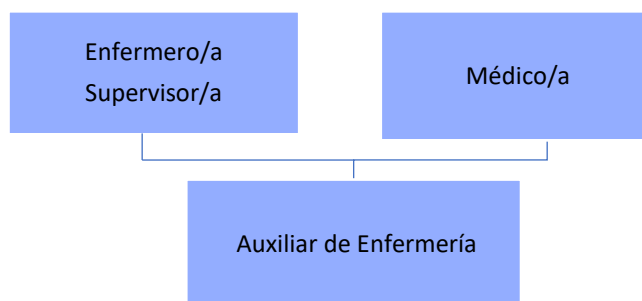 Enfermero/a
Supervisor/a
Médico/a
Auxiliar de Enfermería